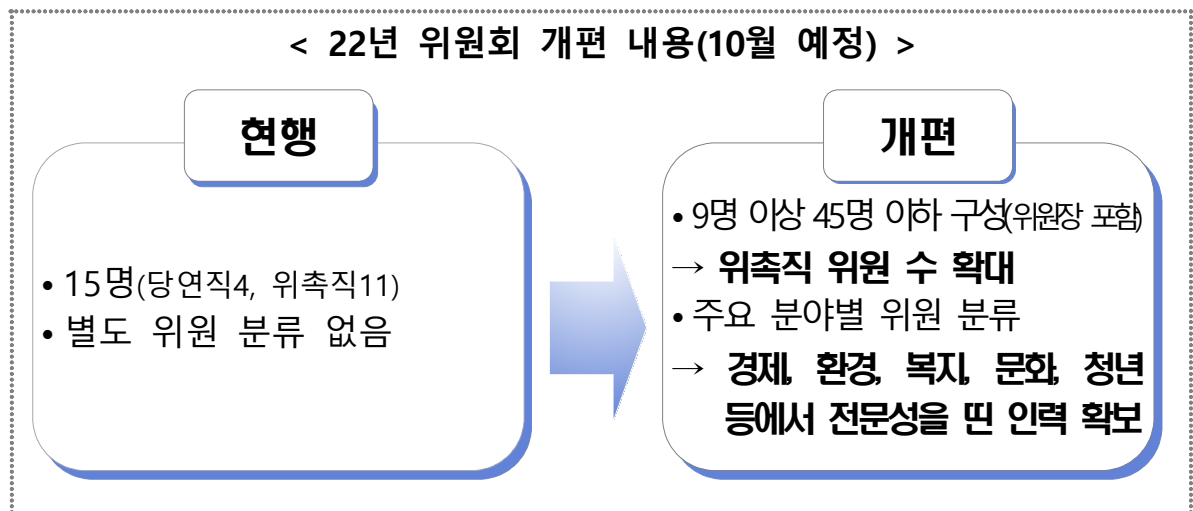 < 22년 위원회 개편 내용(10월 예정) >
현행
• 15명(당연직4, 위촉직11)
• 별도 위원 분류 없음
개편
• 9명 이상 45명 이하 구성(위원장 포함)
→ 위촉직 위원 수 확대
• 주요 분야별 위원 분류
→ 경제, 환경, 복지, 문화, 청년
등에서 전문성을 띤 인력 확보